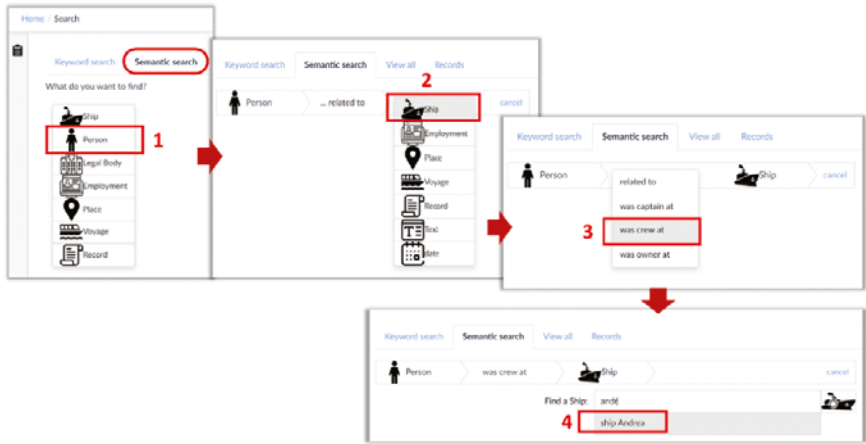 Home / Search
Keyword search Semantic search
What do you want to find?
Ship
Person
1
Legal Body
Employment
Place
Voyage
Record
Keyword search Semantic search View all Records
2
Person ... related to Ship cancel
Employment
Place
Voyage
Record
Text
date
Keyword search Semantic search View all Records
Person related to Ship cancel
was captain at
3 was crew at
was owner at
Keyword search Semantic search View all Records
Person was crew at Ship cancel
Find a Ship: andr
4 ship Andrea